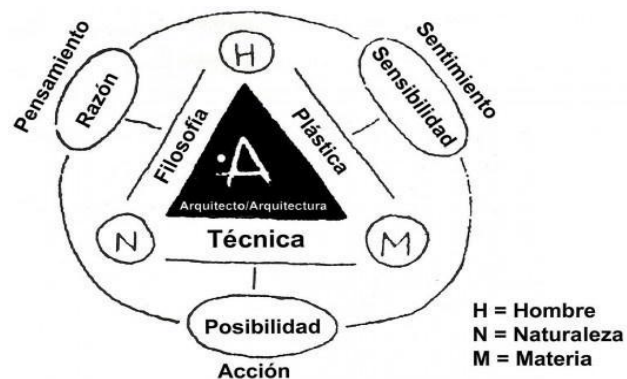 H
Pensamiento
Razón
Sentimiento
Sensibilidad
Filosofía
Plástica
A
Arquitecto/Arquitectura
N
Técnica
M
Posibilidad
Acción
H = Hombre
N = Naturaleza
M = Materia